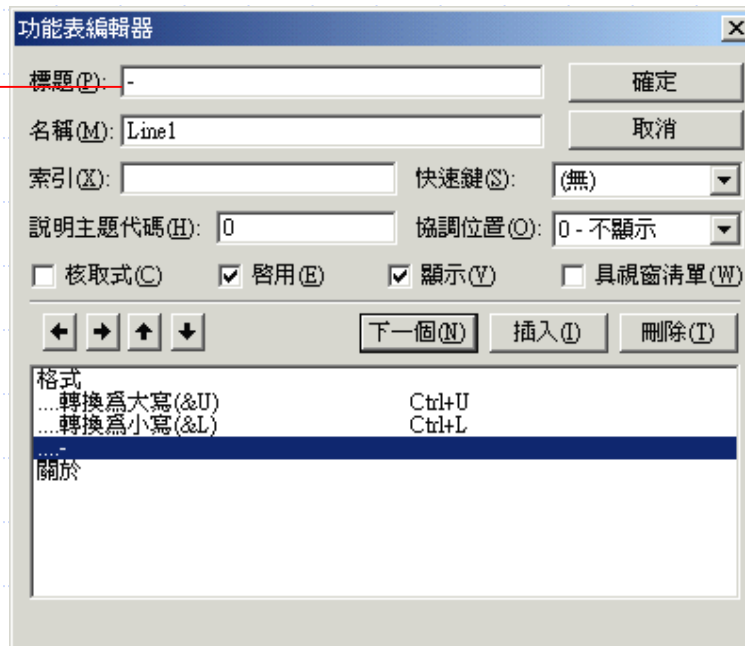 功能表編輯器
標題(P): -
確定
名稱(M): Line1
取消
索引(X):
快速鍵(S): (無)
說明主題代碼(H): 0
協調位置(O): 0 - 不顯示
核取式(C) 啓用(E) 顯示(V) 具視窗清單(W)
下一個(N) 插入(I) 刪除(T)
格式
....轉換爲大寫(&U) Ctrl+U
....轉換爲小寫(&L) Ctrl+L
....-
關於